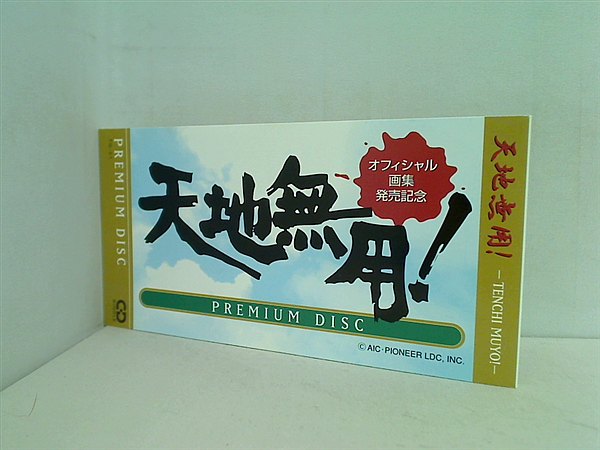 PREMIUM DISC
天地無用!
オフィシャル
画集
発売記念
PREMIUM DISC
© AIC・PIONEER LDC, INC.
天地無用!
─ TENCHI MUYO! ─